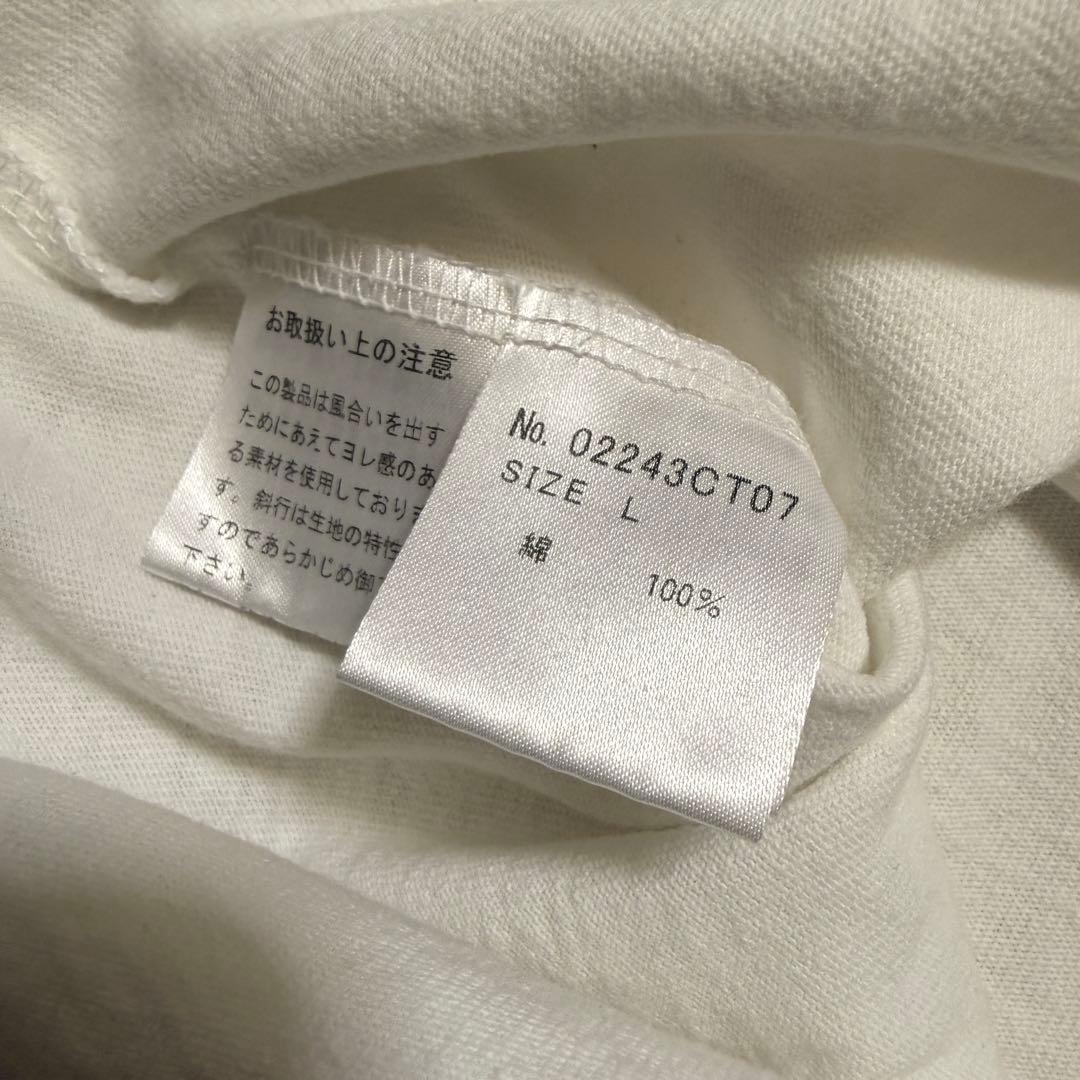 お取扱い上の注意
この製品は風合いを出す
ためにあえてヨレ感のあ
る素材を使用しており
す。斜行は生地の特性
すのであらかじめ御
下さい。
No. 02243CT07
SIZE L
綿 100%